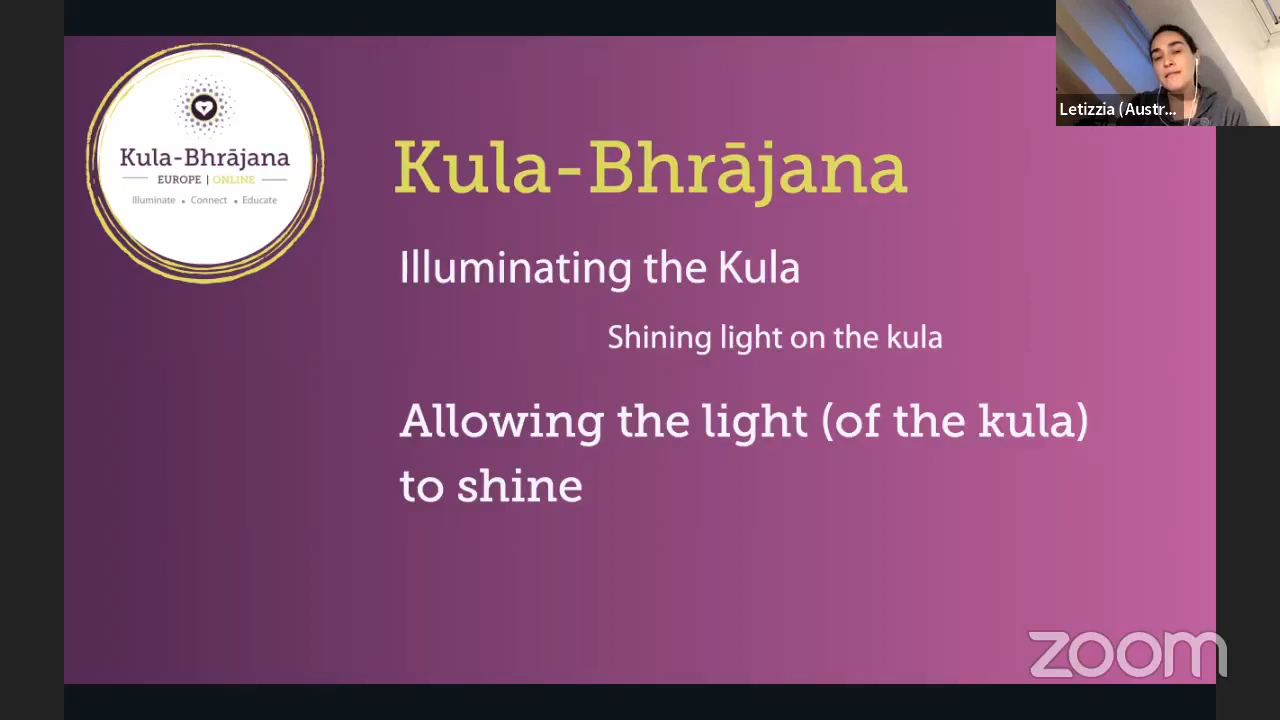 Kula-Bhrājana
EUROPE | ONLINE
Illuminate • Connect • Educate
Kula-Bhrājana
Illuminating the Kula
Shining light on the kula
Allowing the light (of the kula)
to shine
Letizzia (Austr...
zoom